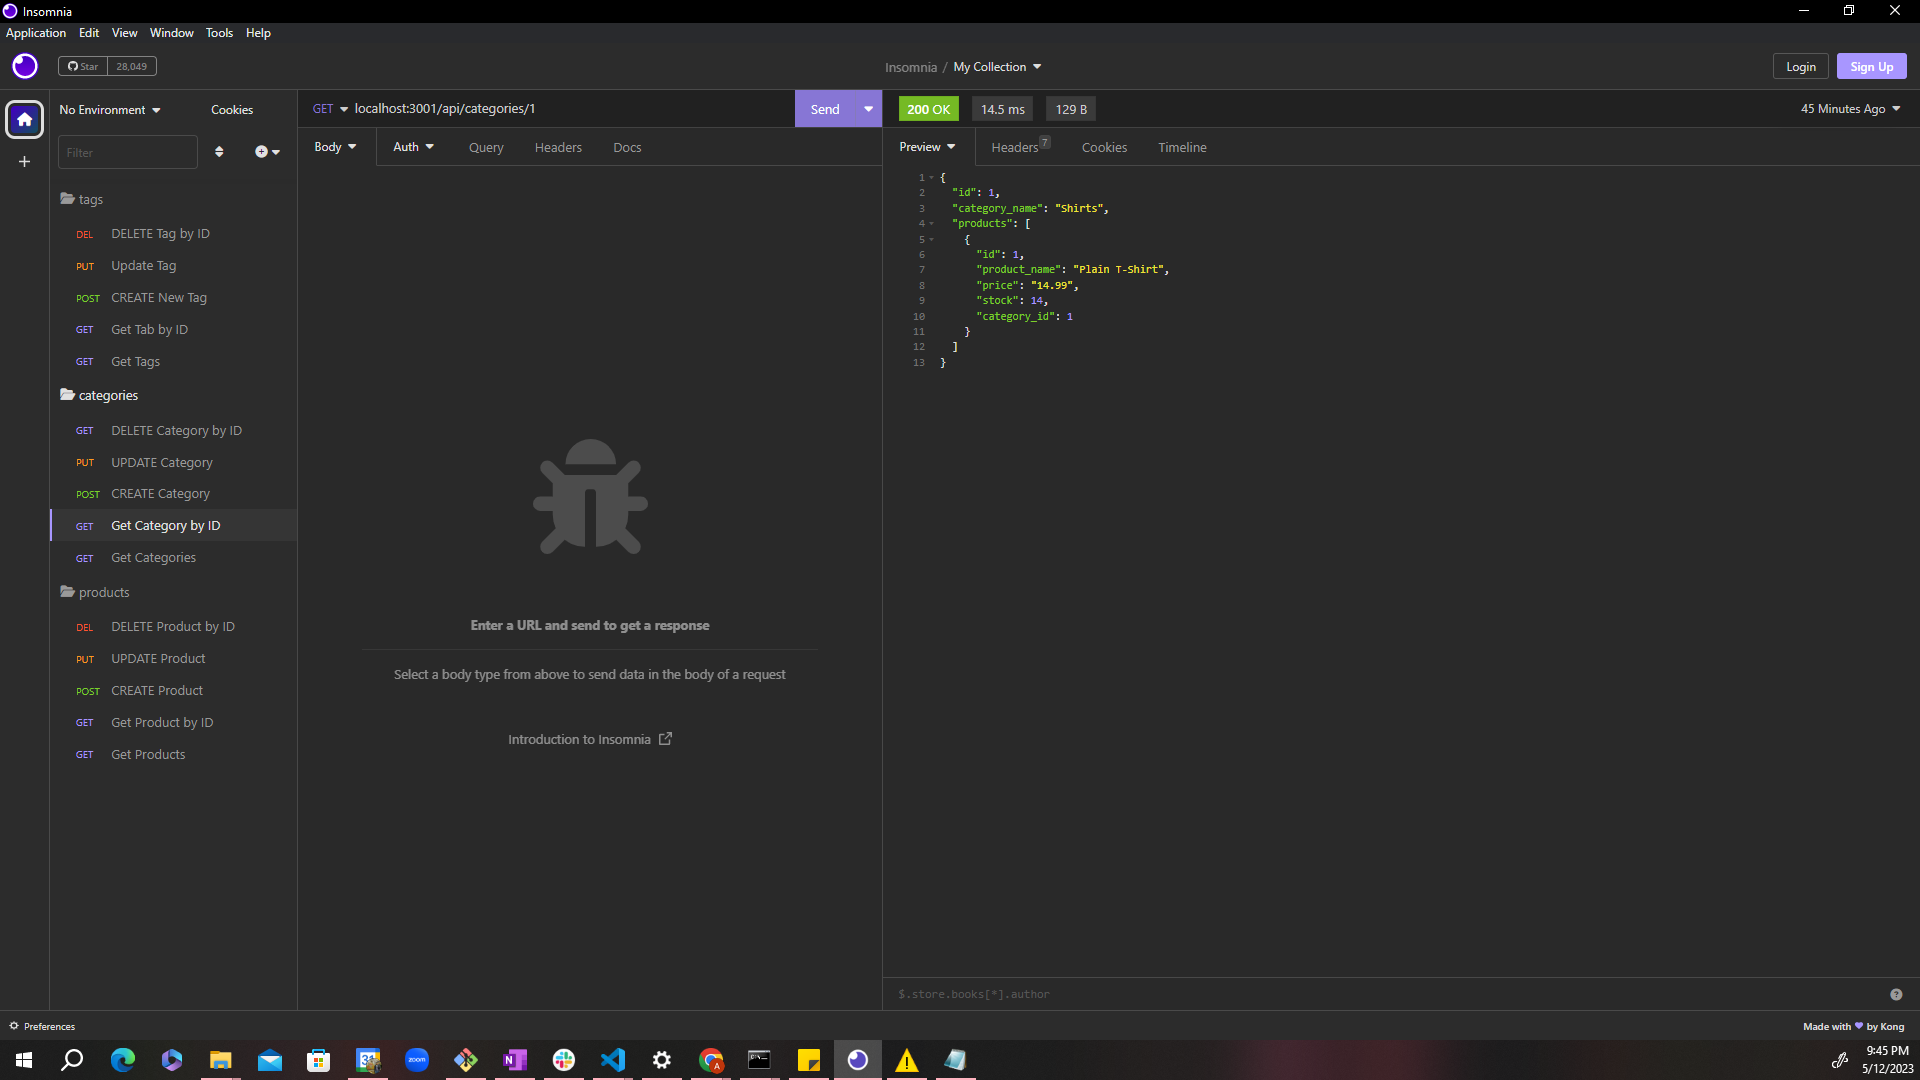 Insomnia
Application Edit View Window Tools Help
Star 28,049
Insomnia / My Collection
Login Sign Up
No Environment Cookies
Filter
tags
DEL DELETE Tag by ID
PUT Update Tag
POST CREATE New Tag
GET Get Tab by ID
GET Get Tags
categories
GET DELETE Category by ID
PUT UPDATE Category
POST CREATE Category
GET Get Category by ID
GET Get Categories
products
DEL DELETE Product by ID
PUT UPDATE Product
POST CREATE Product
GET Get Product by ID
GET Get Products
GET localhost:3001/api/categories/1 Send
Body Auth Query Headers Docs
Enter a URL and send to get a response
Select a body type from above to send data in the body of a request
Introduction to Insomnia
200 OK 14.5 ms 129 B 45 Minutes Ago
Preview Headers 7 Cookies Timeline
1 {
2 "id": 1,
3 "category_name": "Shirts",
4 "products": [
5 {
6 "id": 1,
7 "product_name": "Plain T-Shirt",
8 "price": "14.99",
9 "stock": 14,
10 "category_id": 1
11 }
12 ]
13 }
$.store.books[*].author
Preferences
Made with by Kong
31
zoom
N
A
9:45 PM
5/12/2023